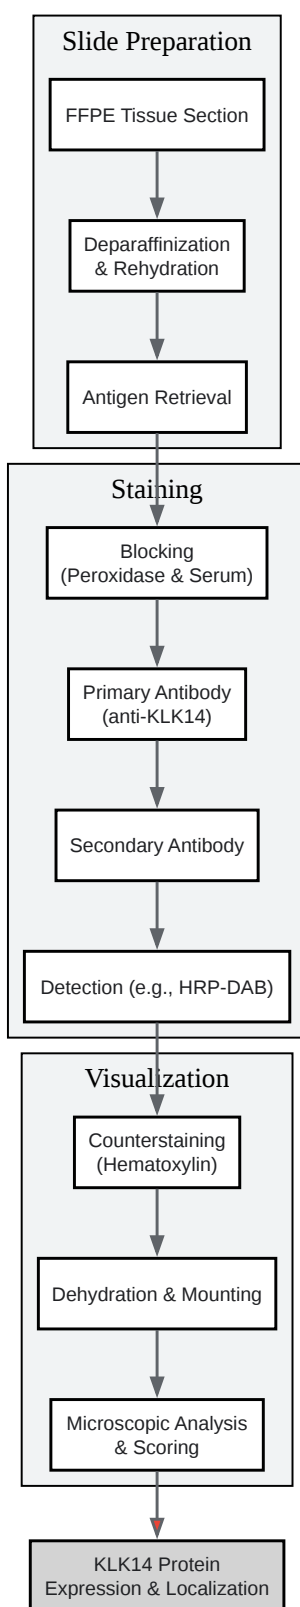 Slide Preparation
FFPE Tissue Section
Deparaffinization
& Rehydration
Antigen Retrieval
Staining
Blocking
(Peroxidase & Serum)
Primary Antibody
(anti-KLK14)
Secondary Antibody
Detection (e.g., HRP-DAB)
Visualization
Counterstaining
(Hematoxylin)
Dehydration & Mounting
Microscopic Analysis
& Scoring
KLK14 Protein
Expression & Localization